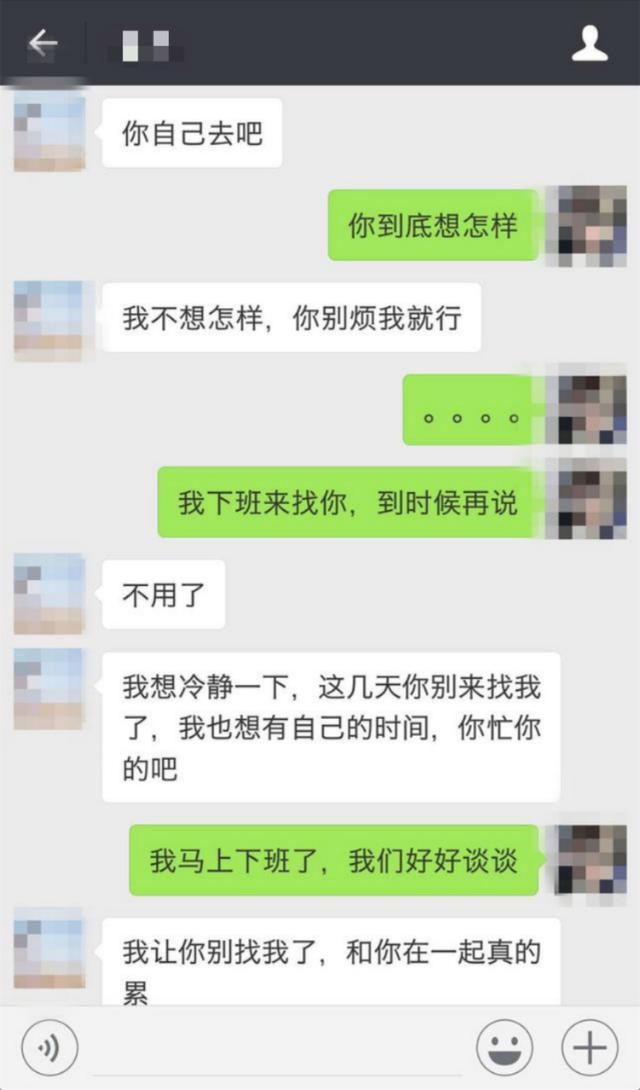 你自己去吧
你到底想怎样
我不想怎样，你别烦我就行
。。。。
我下班来找你，到时候再说
不用了
我想冷静一下，这几天你别来找我
了，我也想有自己的时间，你忙你
的吧
我马上下班了，我们好好谈谈
我让你别找我了，和你在一起真的
累